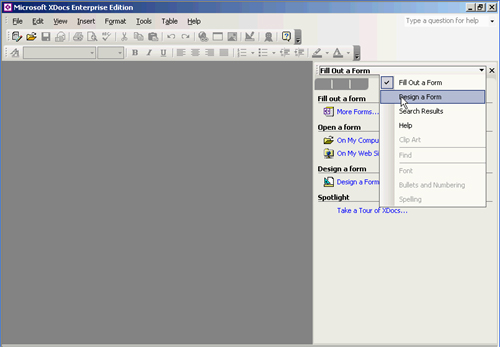 Microsoft XDocs Enterprise Edition
File Edit View Insert Format Tools Table Help Type a question for help
Fill Out a Form
Fill Out a Form
Design a Form
Search Results
Help
Clip Art
Find
Font
Bullets and Numbering
Spelling
Fill out a form
More Forms...
Open a form
On My Compu
On My Web Si
Design a form
Design a Form
Spotlight
Take a Tour of XDocs...